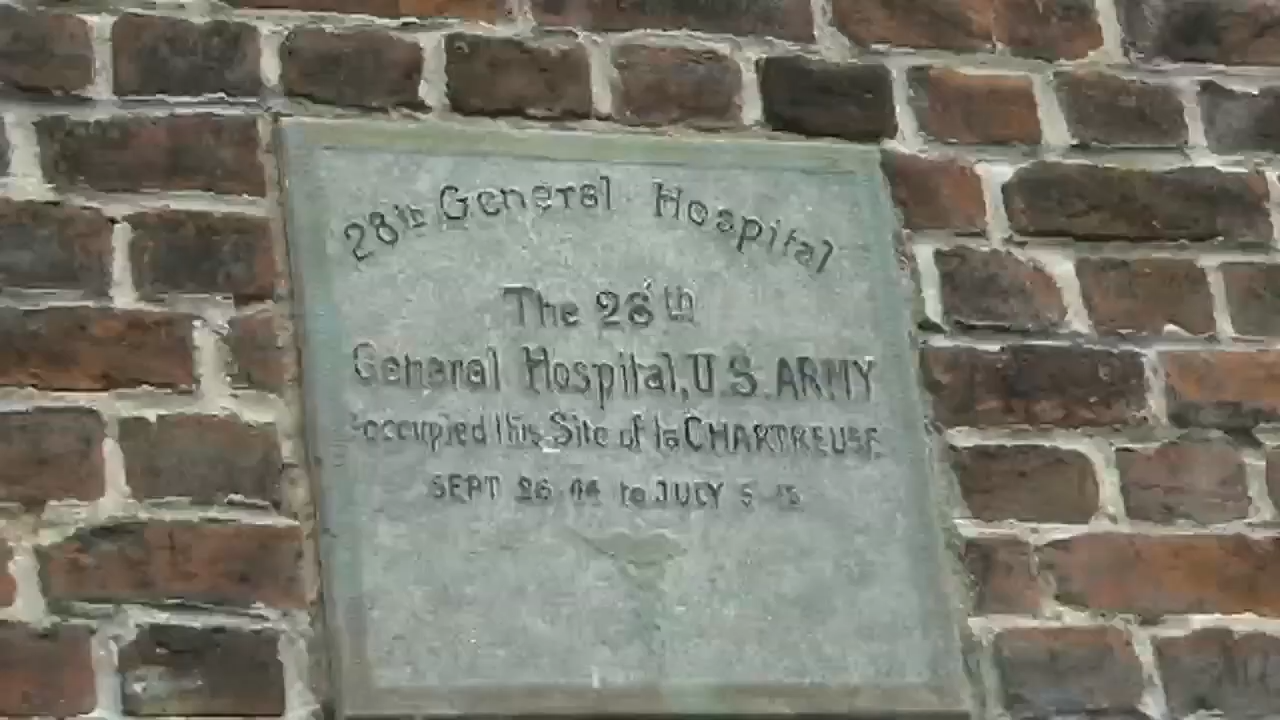 28th General Hospital
The 28th
General Hospital, U.S. ARMY
occupied this Site of la CHARTREUSE
SEPT 26 44 to JULY 5 45